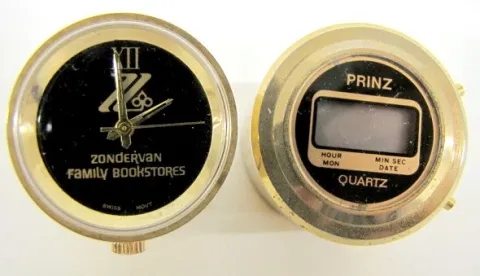 XII
ZONDERVAN
FAMILY BOOKSTORES
SWISS MOVT
PRINZ
HOUR MIN SEC
MON DATE
QUARTZ